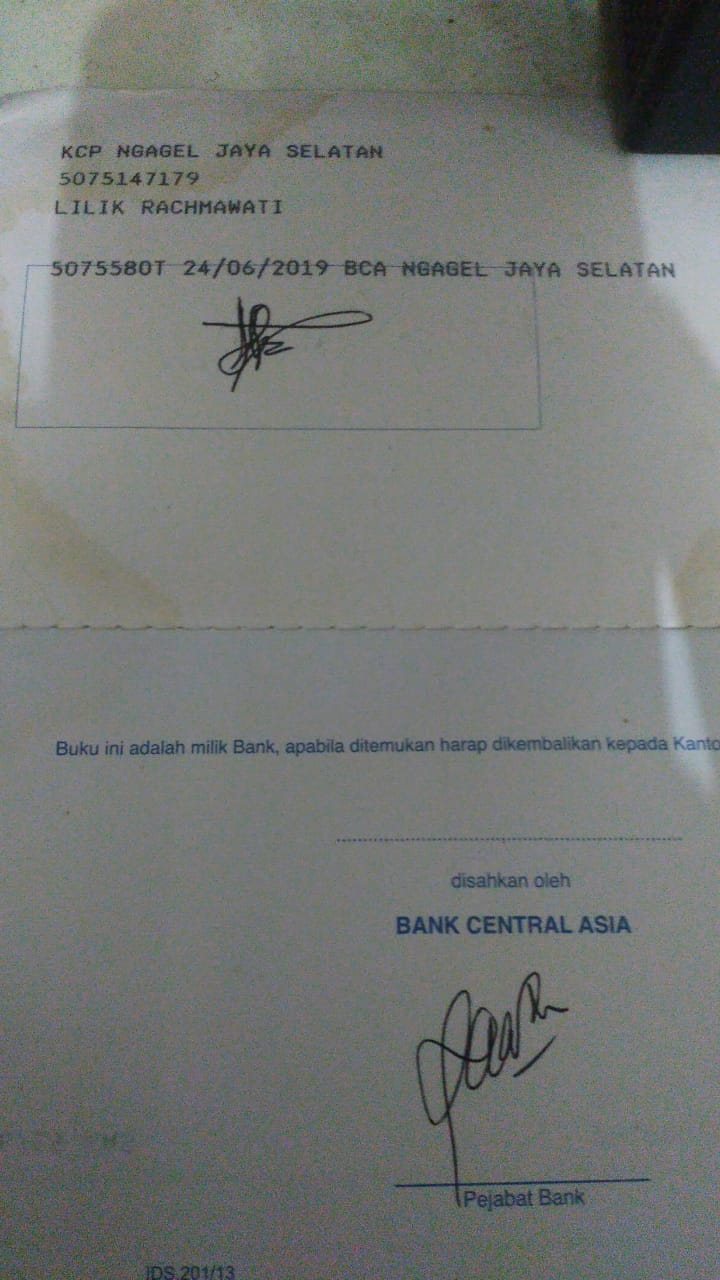 KCP NGAGEL JAYA SELATAN
5075147179
LILIK RACHMAWATI
5075580T 24/06/2019 BCA NGAGEL JAYA SELATAN
Buku ini adalah milik Bank, apabila ditemukan harap dikembalikan kepada Kanto
disahkan oleh
BANK CENTRAL ASIA
Pejabat Bank
IDS.201/13